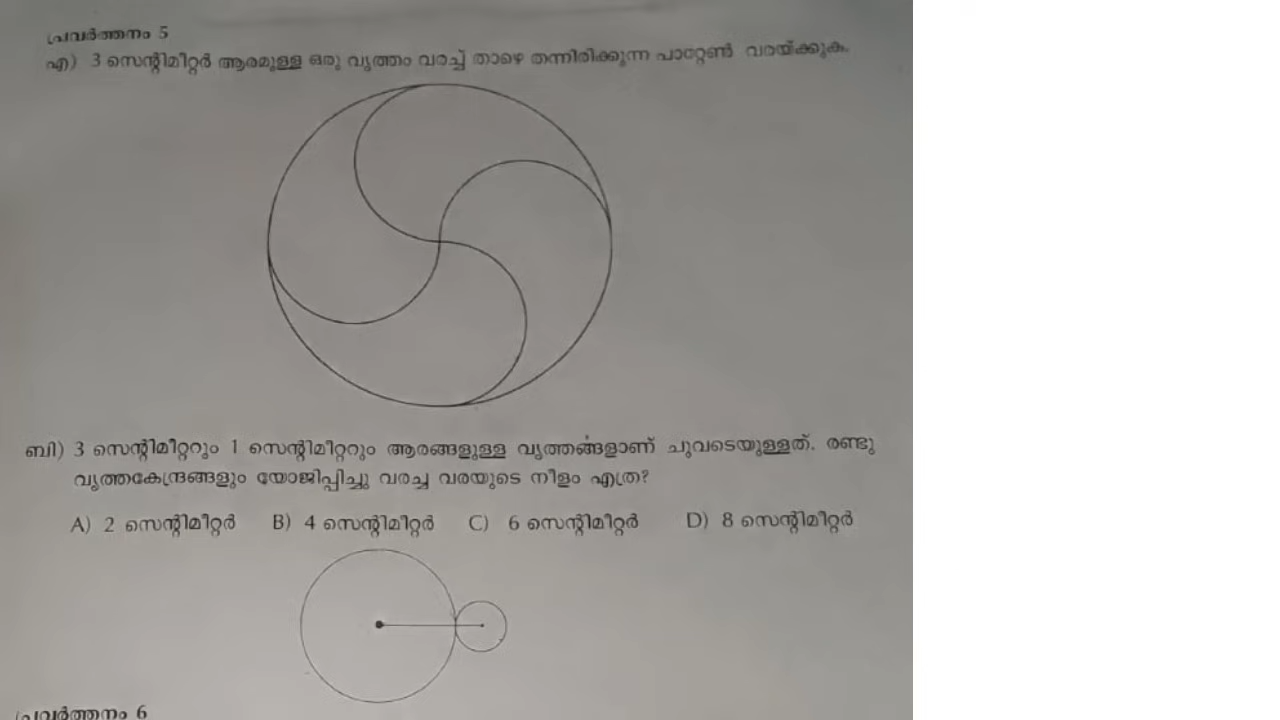 പ്രവർത്തനം 5
എ) 3 സെന്റിമീറ്റർ ആരമുള്ള ഒരു വൃത്തം വരച്ച് താഴെ തന്നിരിക്കുന്ന പാറ്റേൺ വരയ്ക്കുക.
ബി) 3 സെന്റിമീറ്ററും 1 സെന്റിമീറ്ററും ആരങ്ങളുള്ള വൃത്തങ്ങളാണ് ചുവടെയുള്ളത്. രണ്ടു
വൃത്തകേന്ദ്രങ്ങളും യോജിപ്പിച്ചു വരച്ച വരയുടെ നീളം എത്ര?
A) 2 സെന്റിമീറ്റർ B) 4 സെന്റിമീറ്റർ C) 6 സെന്റിമീറ്റർ D) 8 സെന്റിമീറ്റർ
പ്രവർത്തനം 6